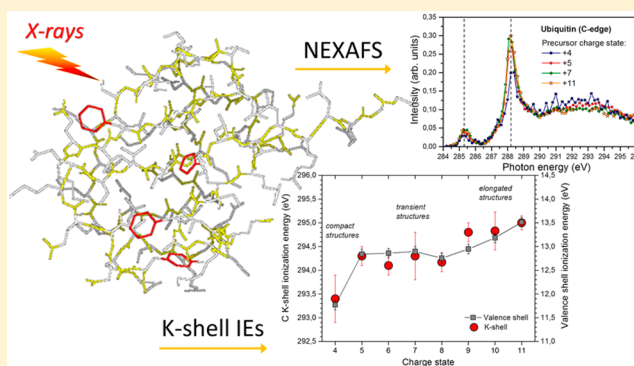 X-rays
NEXAFS
K-shell IEs
Ubiquitin (C-edge)
Precursor charge state:
+4
+5
+7
+11
0,35
0,30
0,25
0,20
0,15
0,10
0,05
0,00
Intensity (arb. units)
284 285 286 287 288 289 290 291 292 293 294 295 296
Photon energy (eV)
296,0
295,5
295,0
294,5
294,0
293,5
293,0
292,5
C K-shell ionization energy (eV)
compact
structures
transient
structures
elongated
structures
Valence shell
K-shell
14,5
14,0
13,5
13,0
12,5
12,0
11,5
11,0
Valence shell ionization energy (eV)
4 5 6 7 8 9 10 11
Charge state